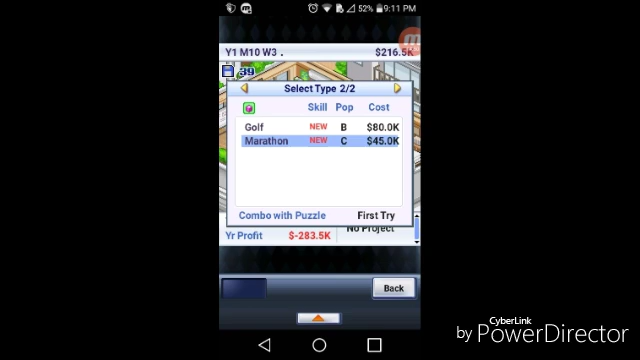 52% 9:11 PM
Y1 M10 W3 . $216.5K
39
Select Type 2/2
Skill Pop Cost
Golf NEW B $80.0K
Marathon NEW C $45.0K
Combo with Puzzle First Try
Yr Profit $-283.5K No Project
Back
CyberLink
by PowerDirector